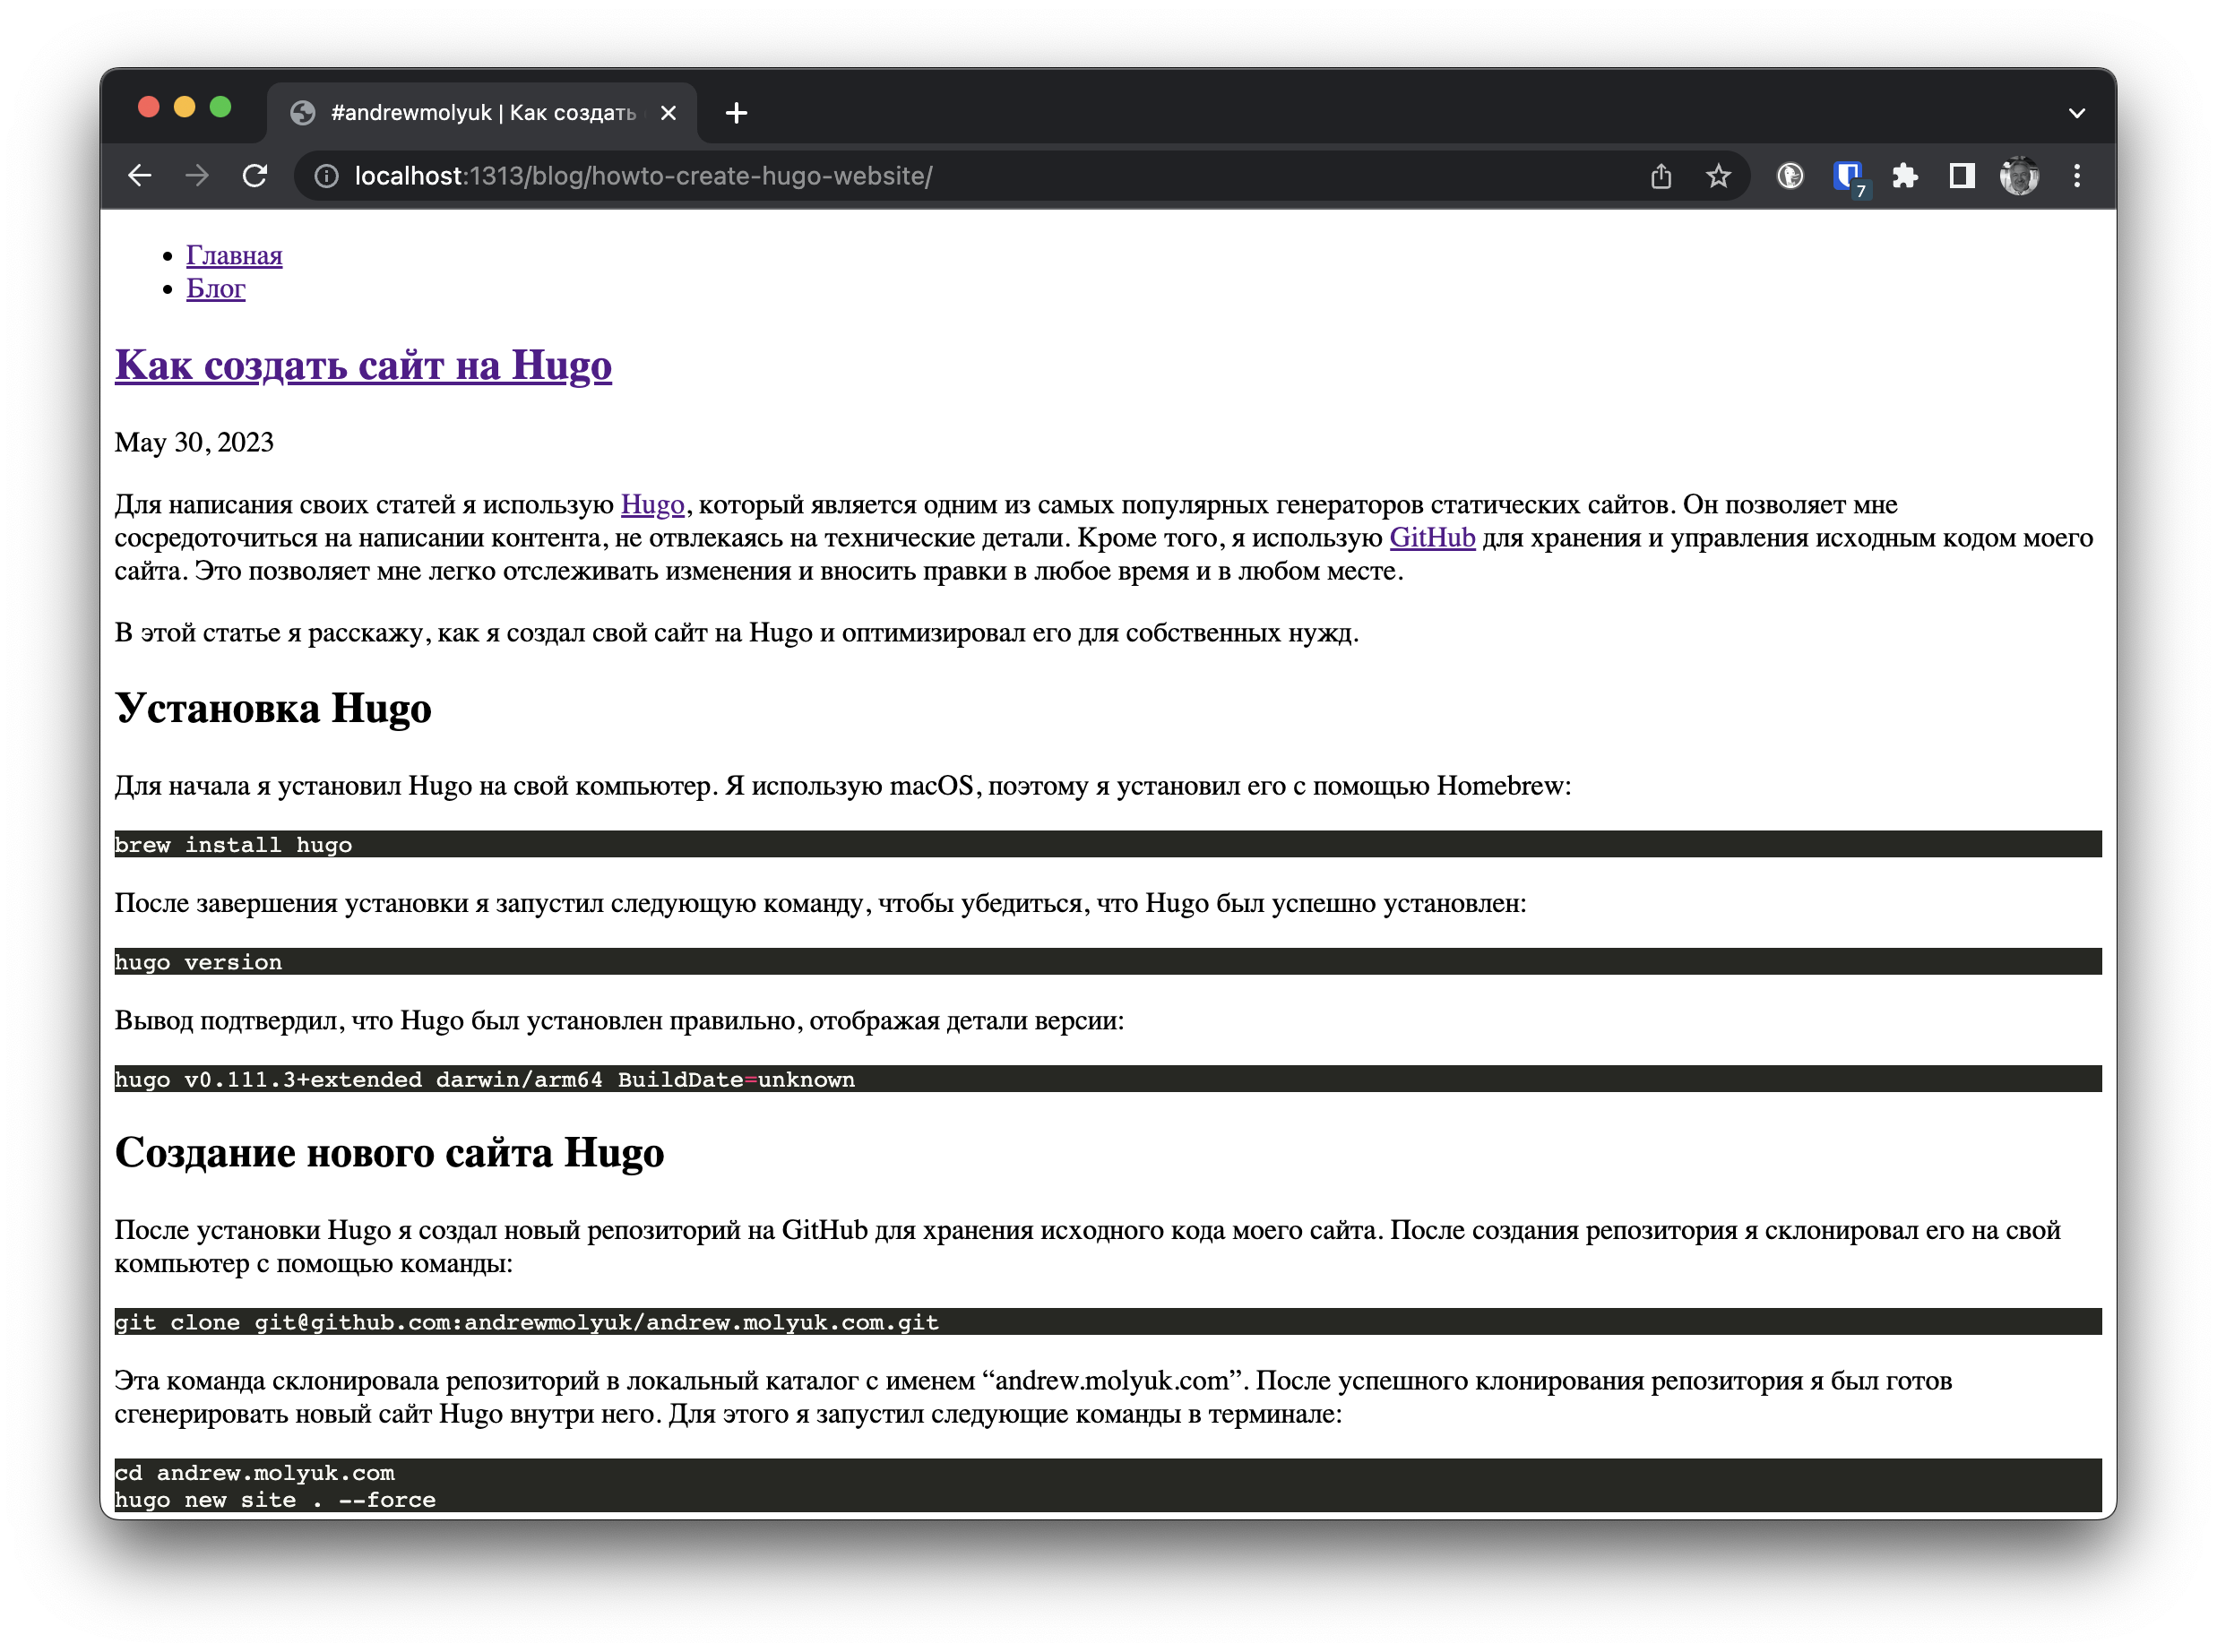 #andrewmolyuk | Как создать
localhost:1313/blog/howto-create-hugo-website/
7
Главная
Блог
Как создать сайт на Hugo
May 30, 2023
Для написания своих статей я использую Hugo, который является одним из самых популярных генераторов статических сайтов. Он позволяет мне
сосредоточиться на написании контента, не отвлекаясь на технические детали. Кроме того, я использую GitHub для хранения и управления исходным кодом моего
сайта. Это позволяет мне легко отслеживать изменения и вносить правки в любое время и в любом месте.
В этой статье я расскажу, как я создал свой сайт на Hugo и оптимизировал его для собственных нужд.
Установка Hugo
Для начала я установил Hugo на свой компьютер. Я использую macOS, поэтому я установил его с помощью Homebrew:
brew install hugo
После завершения установки я запустил следующую команду, чтобы убедиться, что Hugo был успешно установлен:
hugo version
Вывод подтвердил, что Hugo был установлен правильно, отображая детали версии:
hugo v0.111.3+extended darwin/arm64 BuildDate=unknown
Создание нового сайта Hugo
После установки Hugo я создал новый репозиторий на GitHub для хранения исходного кода моего сайта. После создания репозитория я склонировал его на свой
компьютер с помощью команды:
git clone git@github.com:andrewmolyuk/andrew.molyuk.com.git
Эта команда склонировала репозиторий в локальный каталог с именем “andrew.molyuk.com”. После успешного клонирования репозитория я был готов
сгенерировать новый сайт Hugo внутри него. Для этого я запустил следующие команды в терминале:
cd andrew.molyuk.com
hugo new site . --force